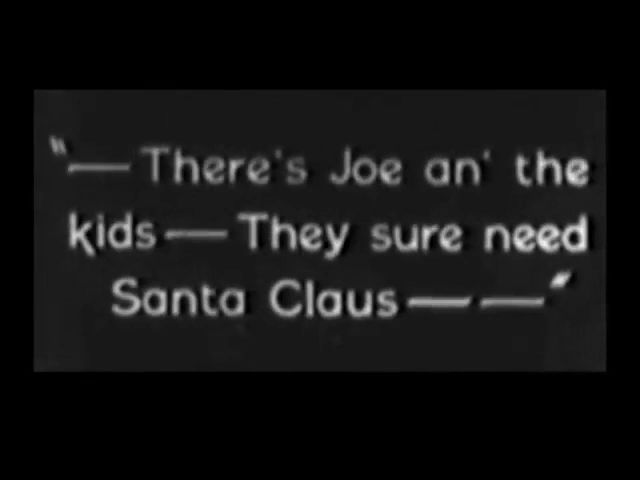 "— There's Joe an' the
kids — They sure need
Santa Claus — —"